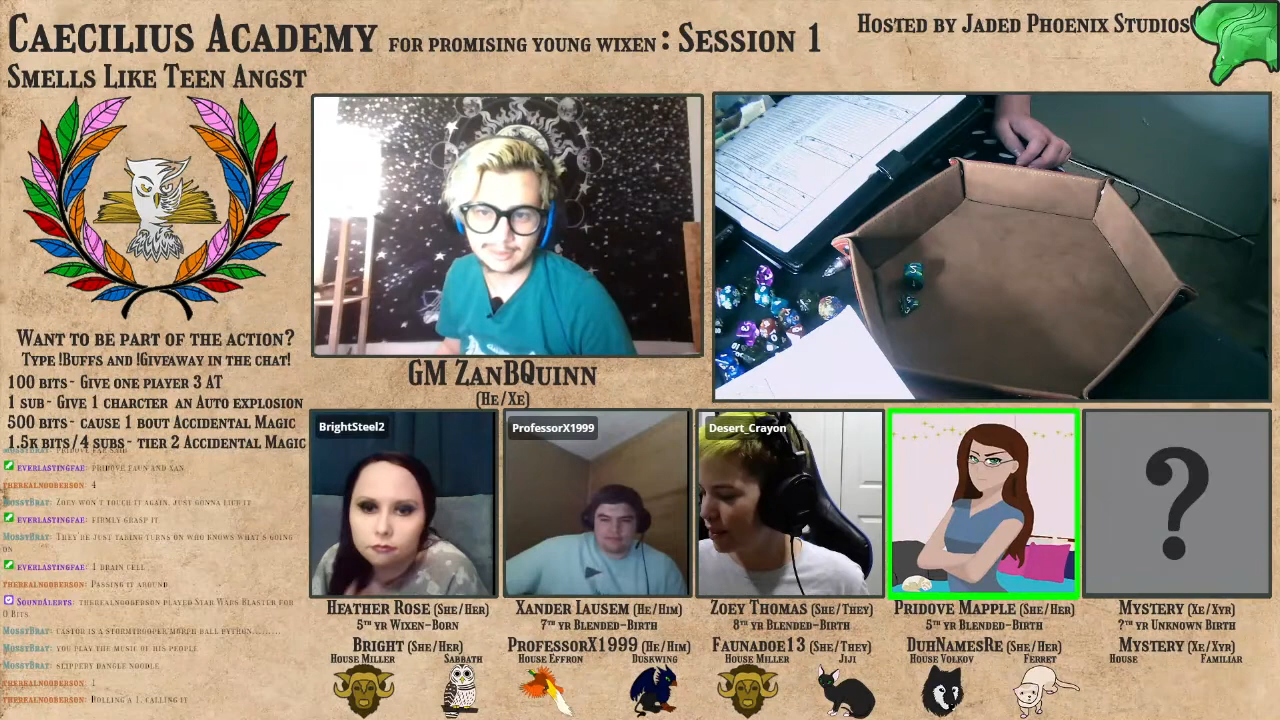 Caecilius Academy for promising young wixen: Session 1
Hosted by Jaded Phoenix Studios
Smells Like Teen Angst
Want to be part of the action?
Type !Buffs and !Giveaway in the chat!
100 bits - Give one player 3 AT
1 sub - Give 1 charcter an Auto explosion
500 bits - cause 1 bout Accidental Magic
1.5k bits/4 subs - tier 2 Accidental Magic
everlastingfae: pridove faun and xan
therealnooberson: 4
MossyBrat: Zoey won't touch it again, just gonna lick it
everlastingfae: firmly grasp it
MossyBrat: They're just taking turns on who knows what's going on
everlastingfae: 1 brain cell
therealnooberson: Passing it around
SoundAlerts: therealnooberson played Star Wars Blaster for 0 Bits
MossyBrat: Castor is a stormtrooper morph ball python.........
MossyBrat: you play the music of his people
MossyBrat: slippery dangle noodle
therealnooberson: 1
therealnooberson: Rolling a 1, calling it
GM ZanBQuinn
(He/Xe)
BrightSteel2
ProfessorX1999
Desert_Crayon
?
Heather Rose (She/Her)
5th yr Wixen-Born
Bright (She/Her)
House Miller
Sabbath
Xander Lausem (He/Him)
7th yr Blended-Birth
ProfessorX1999 (He/Him)
House Effron
Duskwing
Zoey Thomas (She/They)
8th yr Blended-Birth
Faunadoe13 (She/They)
House Miller
Jiji
Pridove Mapple (She/Her)
5th yr Blended-Birth
DuhNamesRe (She/Her)
House Volkov
Ferret
Mystery (Xe/Xyr)
?th yr Unknown Birth
Mystery (Xe/Xyr)
House
Familiar